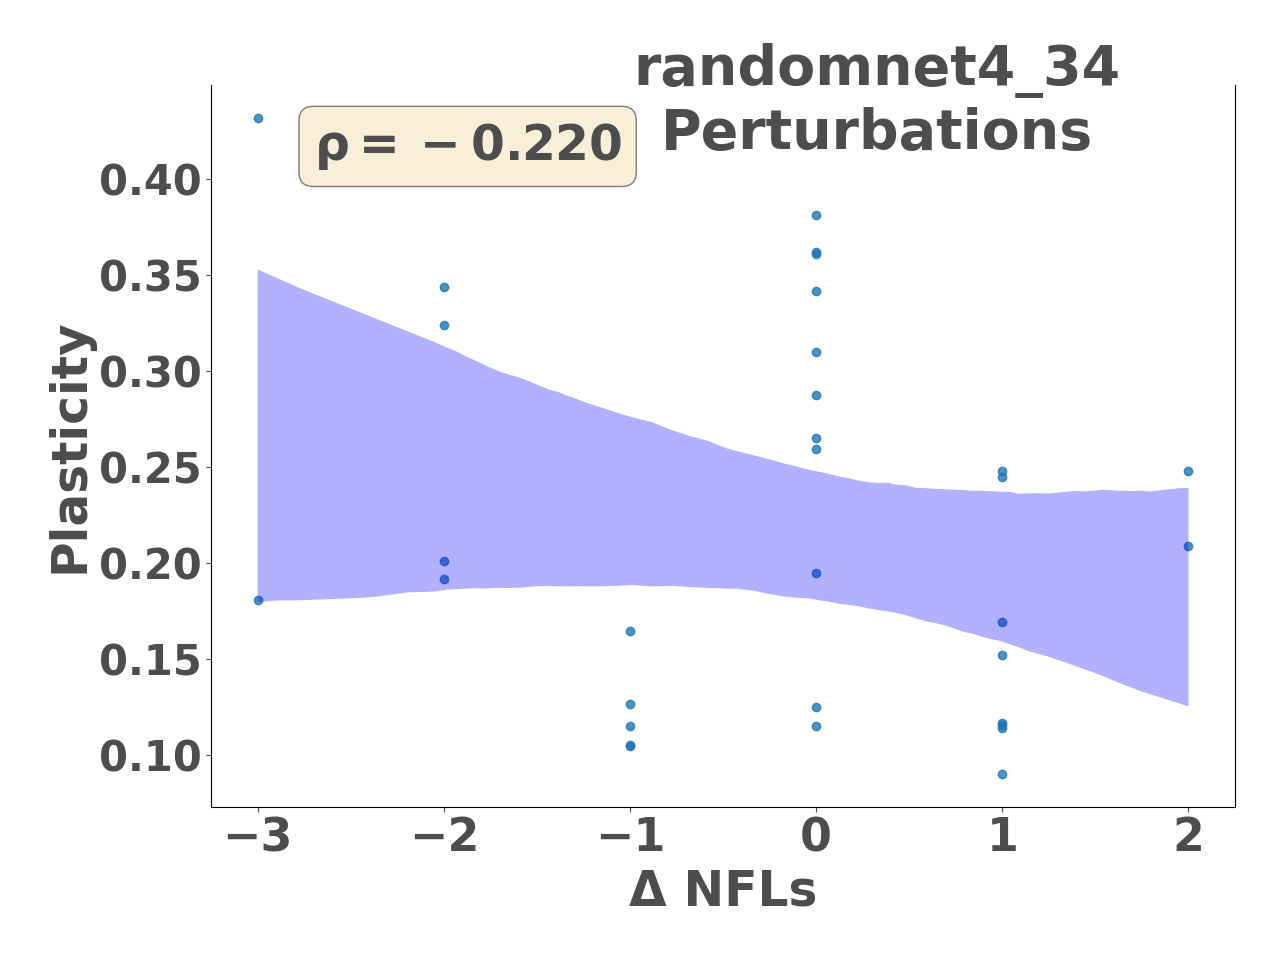 randomnet4_34
Perturbations
ρ = − 0.220
0.40
0.35
0.30
0.25
0.20
0.15
0.10
Plasticity
−3 −2 −1 0 1 2
Δ NFLs